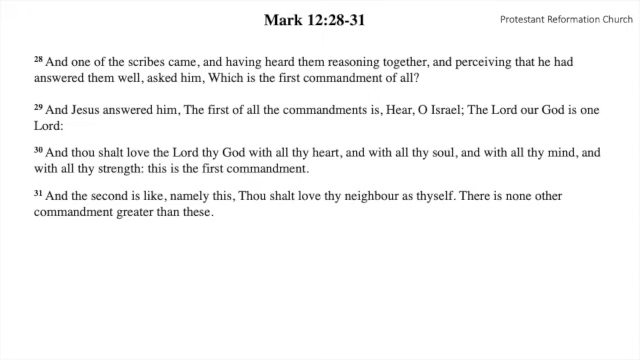 Mark 12:28-31
Protestant Reformation Church
28 And one of the scribes came, and having heard them reasoning together, and perceiving that he had
answered them well, asked him, Which is the first commandment of all?
29 And Jesus answered him, The first of all the commandments is, Hear, O Israel; The Lord our God is one
Lord:
30 And thou shalt love the Lord thy God with all thy heart, and with all thy soul, and with all thy mind, and
with all thy strength: this is the first commandment.
31 And the second is like, namely this, Thou shalt love thy neighbour as thyself. There is none other
commandment greater than these.